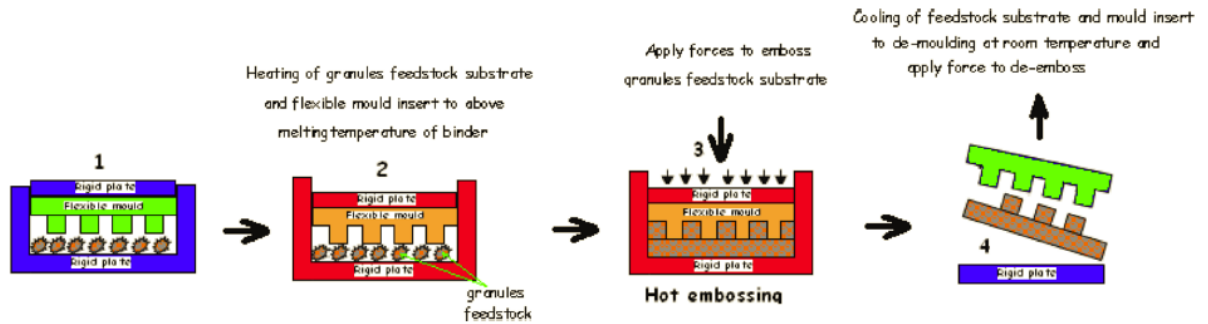 Cooling of feedstock substrate and mould insert
to de-moulding at room temperature and
apply force to de-emboss
Apply forces to emboss
granules feedstock substrate
Heating of granules feedstock substrate
and flexible mould insert to above
melting temperature of binder
1
Rigid plate
Flexible mould
Rigid plate
2
Rigid plate
Flexible mould
Rigid plate
granules
feedstock
3
Rigid plate
Flexible mould
Rigid plate
Hot embossing
4
Rigid plate